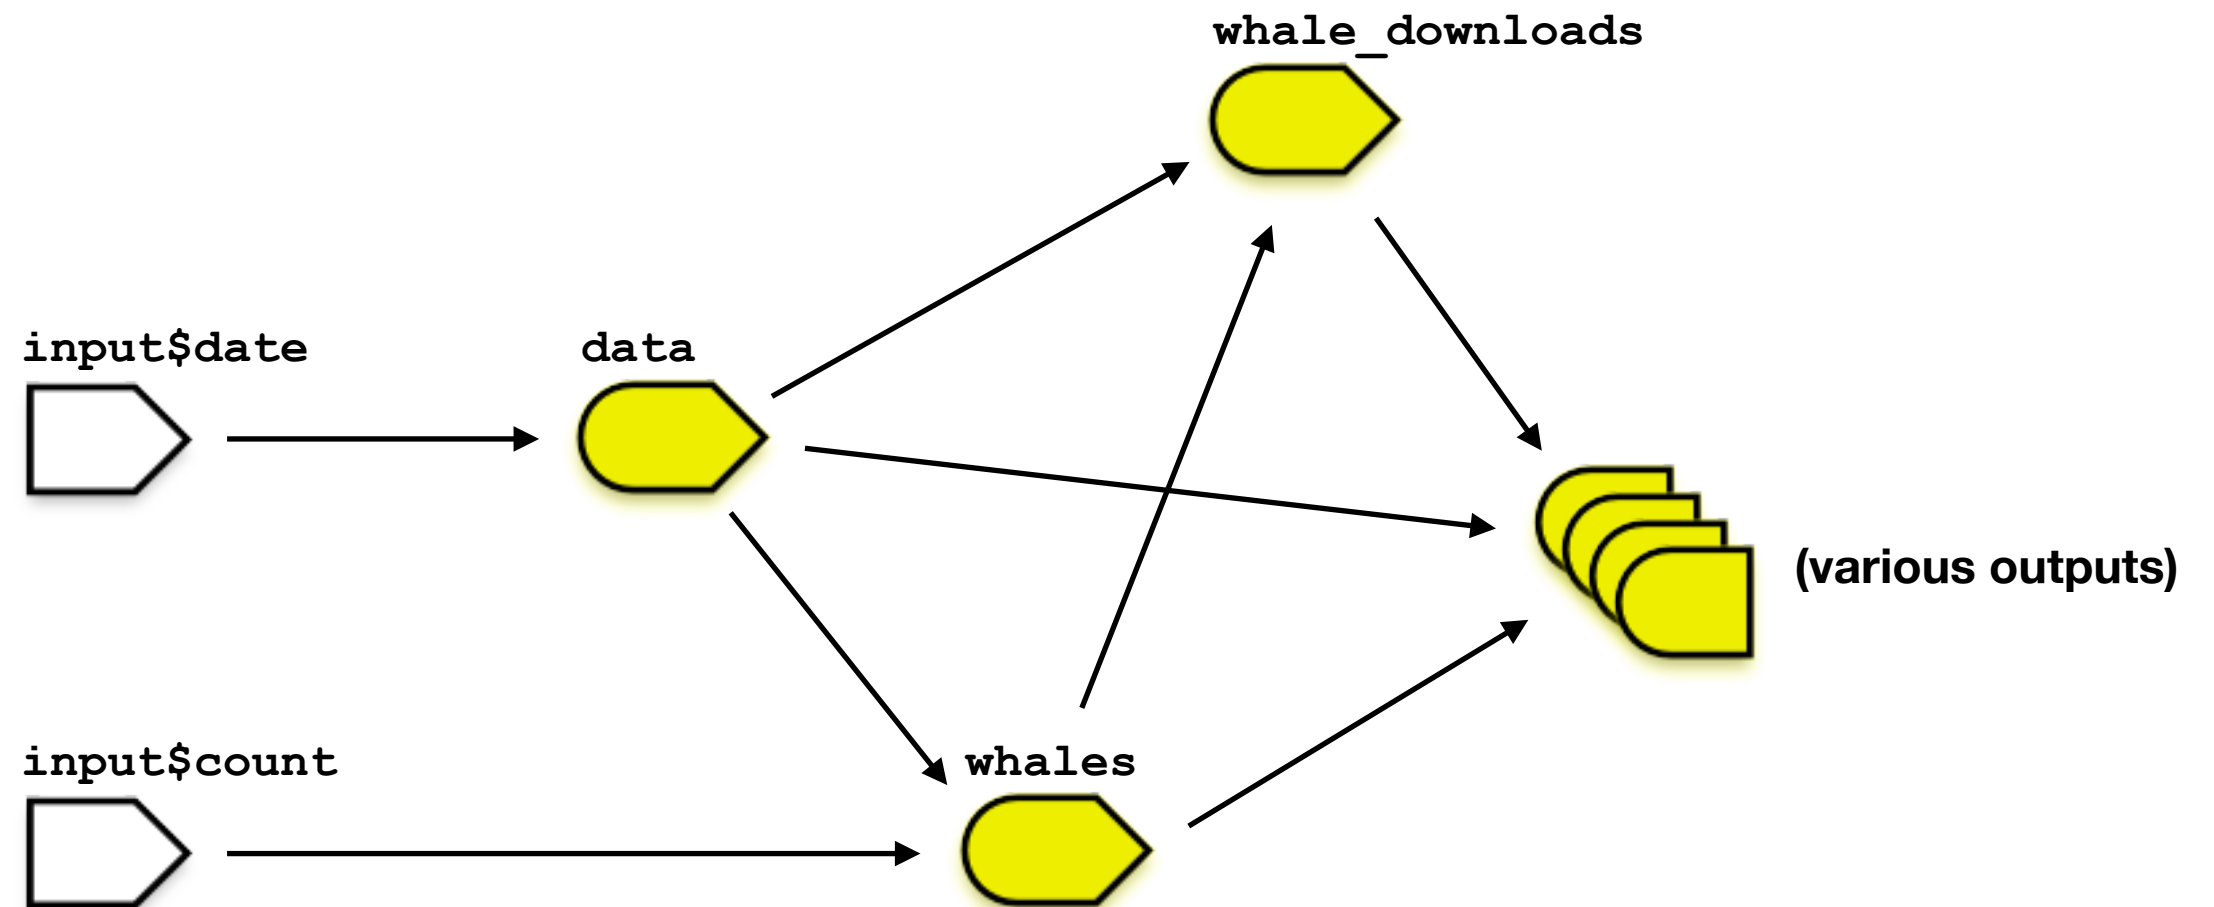 whale_downloads
input$date
data
(various outputs)
input$count
whales